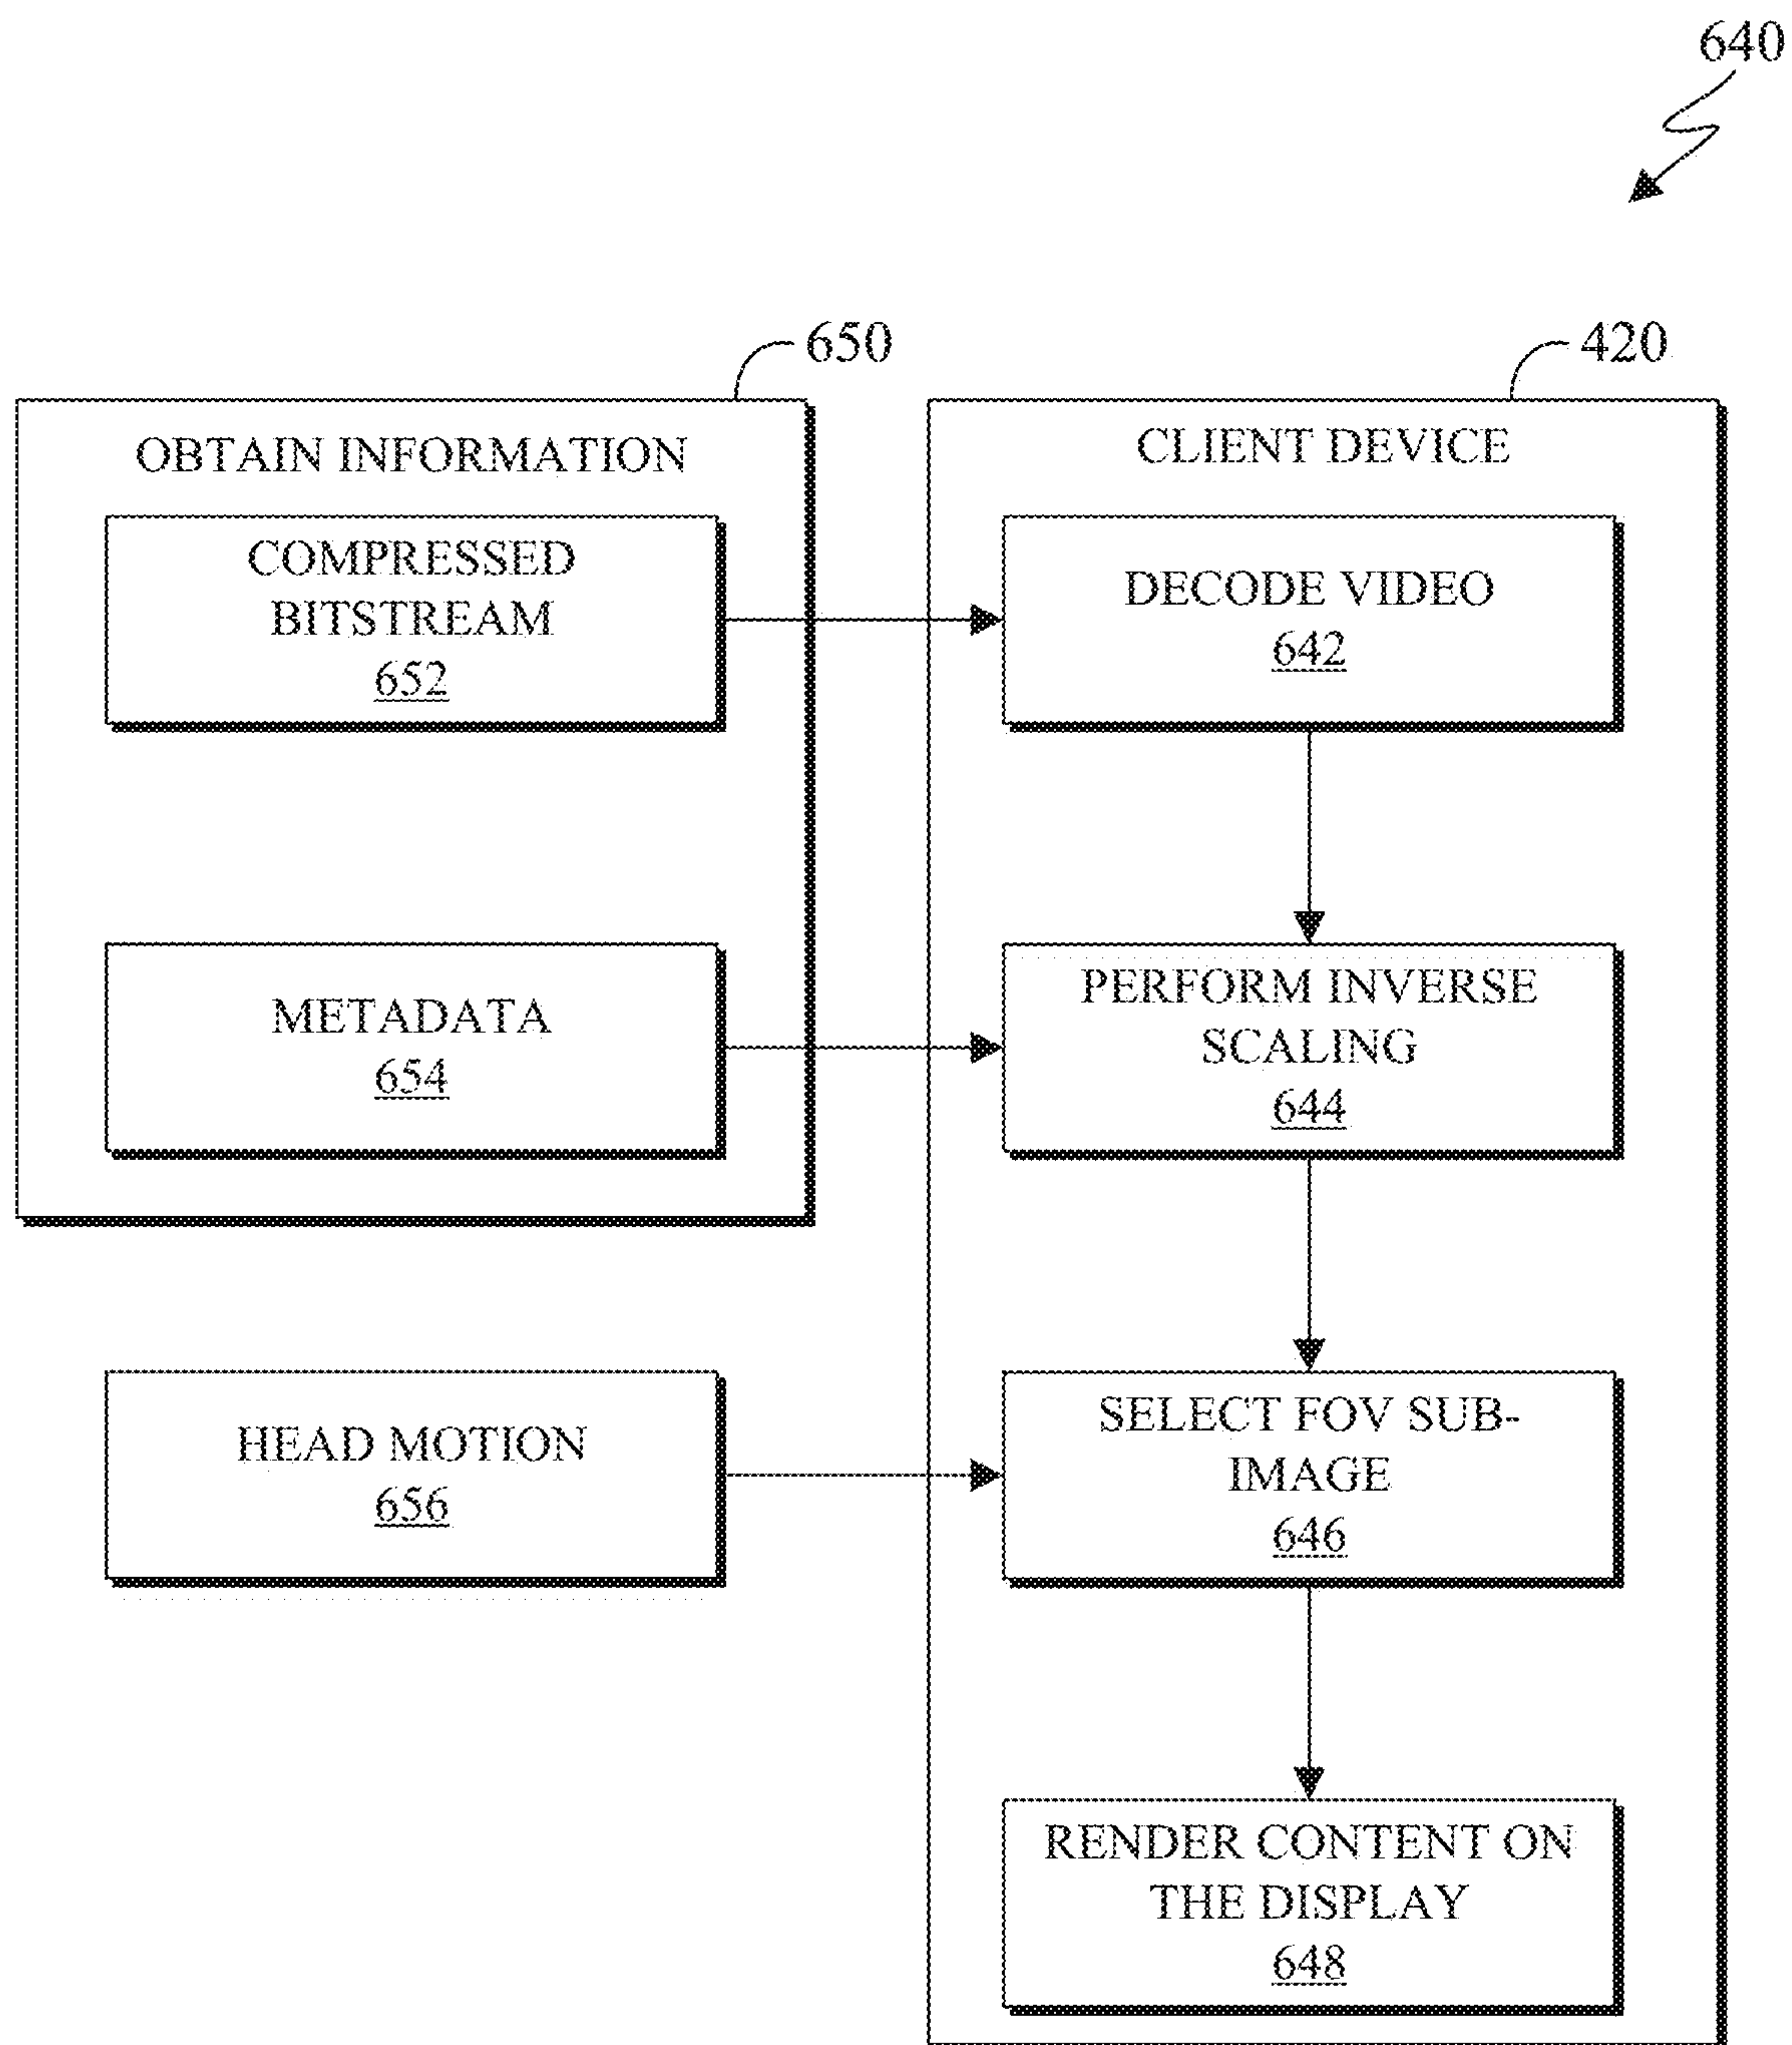 640
650
420
OBTAIN INFORMATION
COMPRESSED
BITSTREAM
652
METADATA
654
HEAD MOTION
656
CLIENT DEVICE
DECODE VIDEO
642
PERFORM INVERSE
SCALING
644
SELECT FOV SUB-
IMAGE
646
RENDER CONTENT ON
THE DISPLAY
648